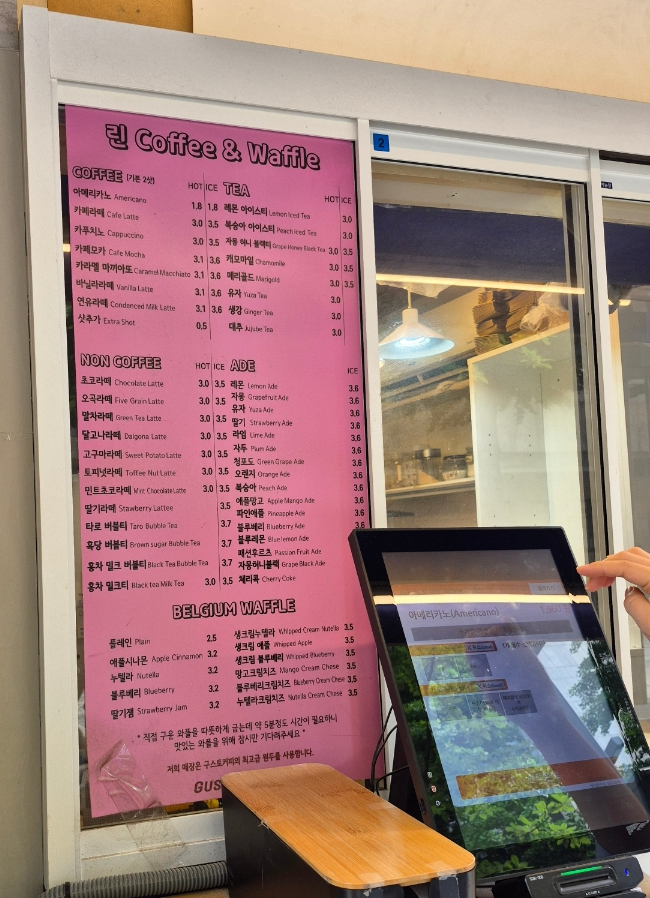 린 Coffee & Waffle
COFFEE (기본 2샷) HOT ICE
아메리카노 Americano 1.8 1.8
카페라떼 Cafe Latte 3.0 3.5
카푸치노 Cappuccino 3.0 3.5
카페모카 Cafe Mocha 3.1 3.6
카라멜 마끼아또 Caramel Macchiato 3.1 3.6
바닐라라떼 Vanilla Latte 3.1 3.6
연유라떼 Condenced Milk Latte 3.1 3.6
샷추가 Extra Shot 0.5
TEA HOT ICE
레몬 아이스티 Lemon Iced Tea 3.0
복숭아 아이스티 Peach Iced Tea 3.0
자몽 허니 블랙티 Grape Honey Black Tea 3.0 3.5
캐모마일 Chamomile 3.0 3.5
메리골드 Marigold 3.0 3.5
유자 Yuza Tea 3.0
생강 Ginger Tea 3.0
대추 Jujube Tea 3.0
NON COFFEE HOT ICE
초코라떼 Chocolate Latte 3.0 3.5
오곡라떼 Five Grain Latte 3.0 3.5
말차라떼 Green Tea Latte 3.0 3.5
달고나라떼 Dalgona Latte 3.0 3.5
고구마라떼 Sweet Potato Latte 3.0 3.5
토피넛라떼 Toffee Nut Latte 3.0 3.5
민트초코라떼 Mint Chocolate Latte 3.0 3.5
딸기라떼 Stawberry Lattee 3.5
타로 버블티 Taro Bubble Tea 3.7
흑당 버블티 Brown sugar Bubble Tea 3.7
홍차 밀크 버블티 Black Tea Bubble Tea 3.7
홍차 밀크티 Black tea Milk Tea 3.0 3.5
ADE ICE
레몬 Lemon Ade 3.6
자몽 Grapefruit Ade 3.6
유자 Yuza Ade 3.6
딸기 Strawberry Ade 3.6
라임 Lime Ade 3.6
자두 Plum Ade 3.6
청포도 Green Grape Ade 3.6
오렌지 Orange Ade 3.6
복숭아 Peach Ade 3.6
애플망고 Apple Mango Ade 3.6
파인애플 Pineapple Ade 3.6
블루베리 Blueberry Ade 3.6
블루레몬 Blue lemon Ade
패션후르츠 Passion Fruit Ade
자몽허니블랙 Grape Black Ade
체리콕 Cherry Coke
BELGIUM WAFFLE
플레인 Plain 2.5
애플시나몬 Apple Cinnamon 3.2
누텔라 Nutella 3.2
블루베리 Blueberry 3.2
딸기잼 Strawberry Jam 3.2
생크림누텔라 Whipped Cream Nutella 3.5
생크림 애플 Phipped Apple 3.5
생크림 블루베리 Whipped Blueberry 3.5
망고크림치즈 Mango Cream Chese 3.5
블루베리크림치즈 Blueberry Cream Chese 3.5
누텔라크림치즈 Nutella Cream Chese 3.5
* 직접 구운 와플을 따뜻하게 굽는데 약 5분정도 시간이 필요하니
맛있는 와플을 위해 잠시만 기다려주세요 *
저희 매장은 구스토커피의 최고급 원두를 사용합니다.
GUS
2
아메리카노(Americano)